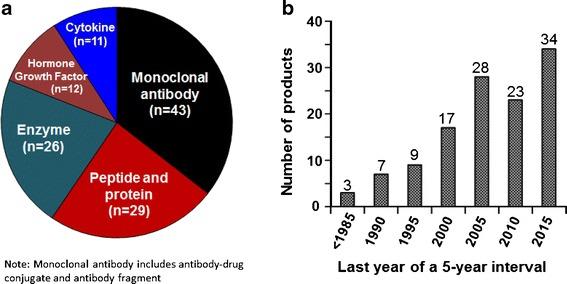 a
Cytokine
(n=11)
Hormone
Growth Factor
(n=12)
Monoclonal
antibody
(n=43)
Enzyme
(n=26)
Peptide and
protein
(n=29)
Note: Monoclonal antibody includes antibody-drug
conjugate and antibody fragment
b
Number of products
40
30
20
10
0
3
7
9
17
28
23
34
<1985
1990
1995
2000
2005
2010
2015
Last year of a 5-year interval